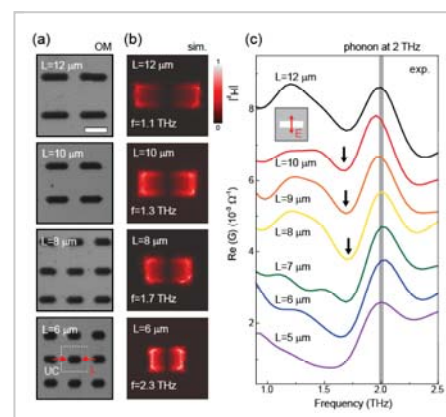 (a) OM
L=12 μm
L=10 μm
L=8 μm
L=6 μm
UC L
(b) sim.
L=12 μm
f=1.1 THz
L=10 μm
f=1.3 THz
L=8 μm
f=1.7 THz
L=6 μm
f=2.3 THz
1
0
|H_z|
(c) phonon at 2 THz
exp.
L=12 μm
E
L=10 μm
L=9 μm
L=8 μm
L=7 μm
L=6 μm
L=5 μm
Re (G) (10⁻³ Ω⁻¹)
8
6
4
2
1.0 1.5 2.0 2.5
Frequency (THz)